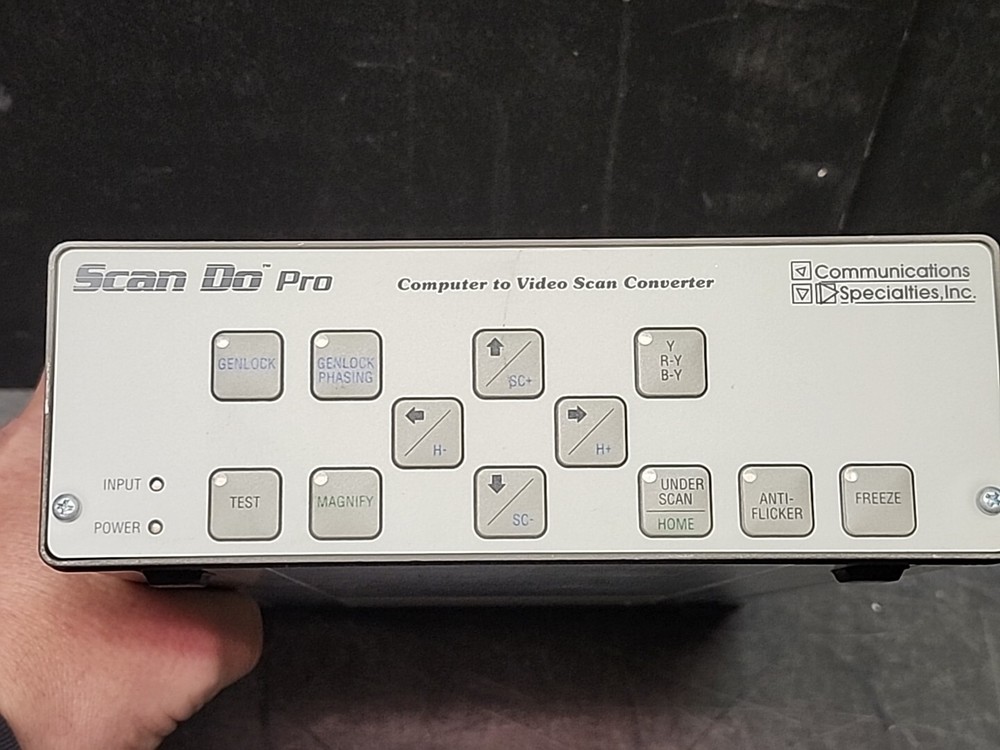 Scan Do™ Pro
Computer to Video Scan Converter
Communications
Specialties, Inc.
GENLOCK
GENLOCK
PHASING
SC+
Y
R-Y
B-Y
H-
H+
INPUT
POWER
TEST
MAGNIFY
SC-
UNDER
SCAN
HOME
ANTI-
FLICKER
FREEZE